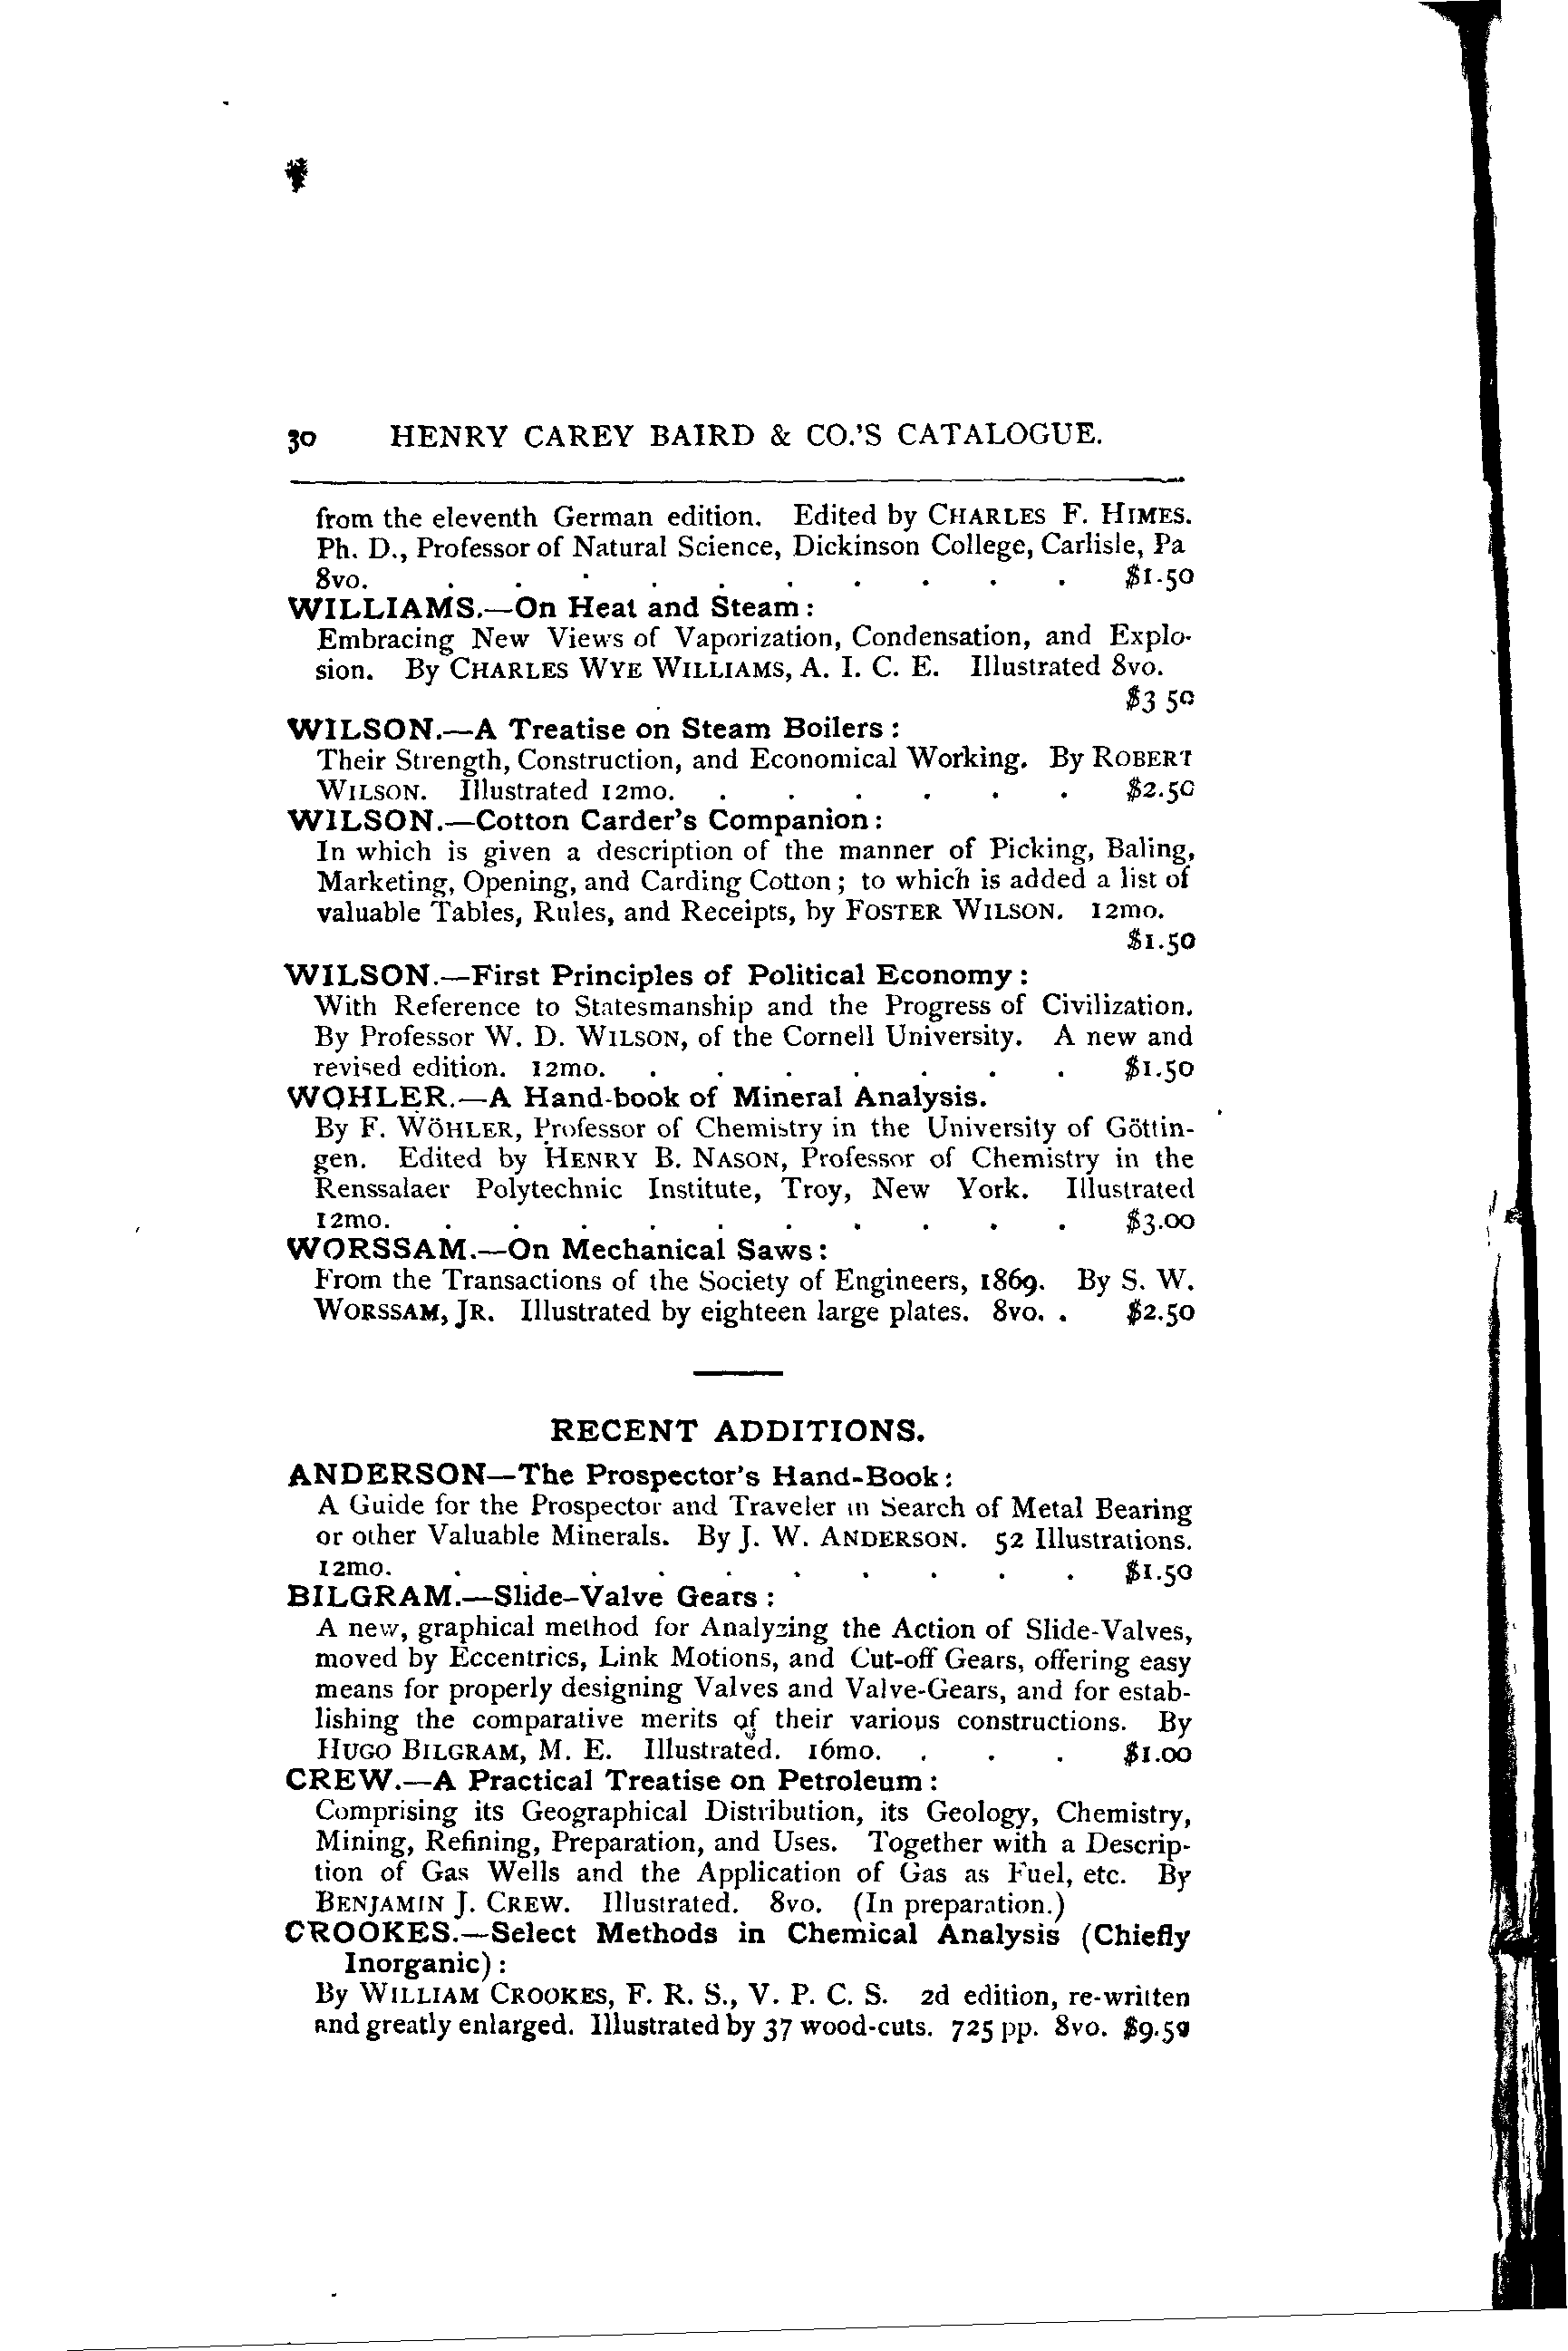 30 HENRY CAREY BAIRD & CO.'S CATALOGUE.
from the eleventh German edition. Edited by CHARLES F. HIMES.
Ph. D., Professor of Natural Science, Dickinson College, Carlisle, Pa
8vo. . . . . . . . . . . $1.50
WILLIAMS.—On Heat and Steam:
Embracing New Views of Vaporization, Condensation, and Explo-
sion. By CHARLES WYE WILLIAMS, A. I. C. E. Illustrated 8vo.
$3 50
WILSON.—A Treatise on Steam Boilers:
Their Strength, Construction, and Economical Working. By ROBERT
WILSON. Illustrated 12mo. . . . . . . $2.50
WILSON.—Cotton Carder's Companion:
In which is given a description of the manner of Picking, Baling,
Marketing, Opening, and Carding Cotton; to which is added a list of
valuable Tables, Rules, and Receipts, by FOSTER WILSON. 12mo.
$1.50
WILSON.—First Principles of Political Economy:
With Reference to Statesmanship and the Progress of Civilization.
By Professor W. D. WILSON, of the Cornell University. A new and
revised edition. 12mo. . . . . . . . $1.50
WOHLER.—A Hand-book of Mineral Analysis.
By F. WÖHLER, Professor of Chemistry in the University of Göttin-
gen. Edited by HENRY B. NASON, Professor of Chemistry in the
Renssalaer Polytechnic Institute, Troy, New York. Illustrated
12mo. . . . . . . . . . . $3.00
WORSSAM.—On Mechanical Saws:
From the Transactions of the Society of Engineers, 1869. By S. W.
WORSSAM, JR. Illustrated by eighteen large plates. 8vo. . $2.50
RECENT ADDITIONS.
ANDERSON—The Prospector's Hand-Book:
A Guide for the Prospector and Traveler in Search of Metal Bearing
or other Valuable Minerals. By J. W. ANDERSON. 52 Illustrations.
12mo. . . . . . . . . . . $1.50
BILGRAM.—Slide-Valve Gears:
A new, graphical method for Analyzing the Action of Slide-Valves,
moved by Eccentrics, Link Motions, and Cut-off Gears, offering easy
means for properly designing Valves and Valve-Gears, and for estab-
lishing the comparative merits of their various constructions. By
HUGO BILGRAM, M. E. Illustrated. 16mo. . . . $1.00
CREW.—A Practical Treatise on Petroleum:
Comprising its Geographical Distribution, its Geology, Chemistry,
Mining, Refining, Preparation, and Uses. Together with a Descrip-
tion of Gas Wells and the Application of Gas as Fuel, etc. By
BENJAMIN J. CREW. Illustrated. 8vo. (In preparation.)
CROOKES.—Select Methods in Chemical Analysis (Chiefly
Inorganic):
By WILLIAM CROOKES, F. R. S., V. P. C. S. 2d edition, re-written
and greatly enlarged. Illustrated by 37 wood-cuts. 725 pp. 8vo. $9.50